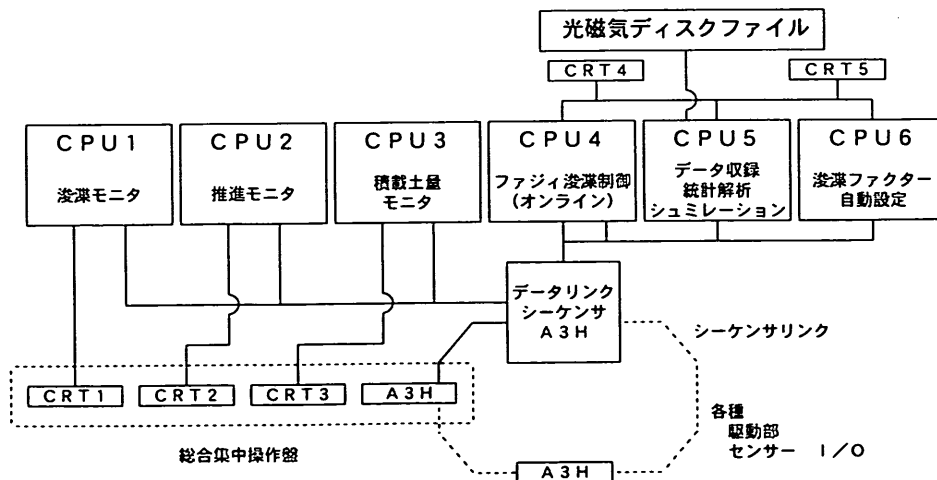 光磁気ディスクファイル
CRT4
CRT5
CPU1
浚渫モニタ
CPU2
推進モニタ
CPU3
積載土量
モニタ
CPU4
ファジィ浚渫制御
(オンライン)
CPU5
データ収録
統計解析
シュミレーション
CPU6
浚渫ファクター
自動設定
データリンク
シーケンサ
A3H
シーケンサリンク
CRT1
CRT2
CRT3
A3H
総合集中操作盤
各種
駆動部
センサー I/O
A3H